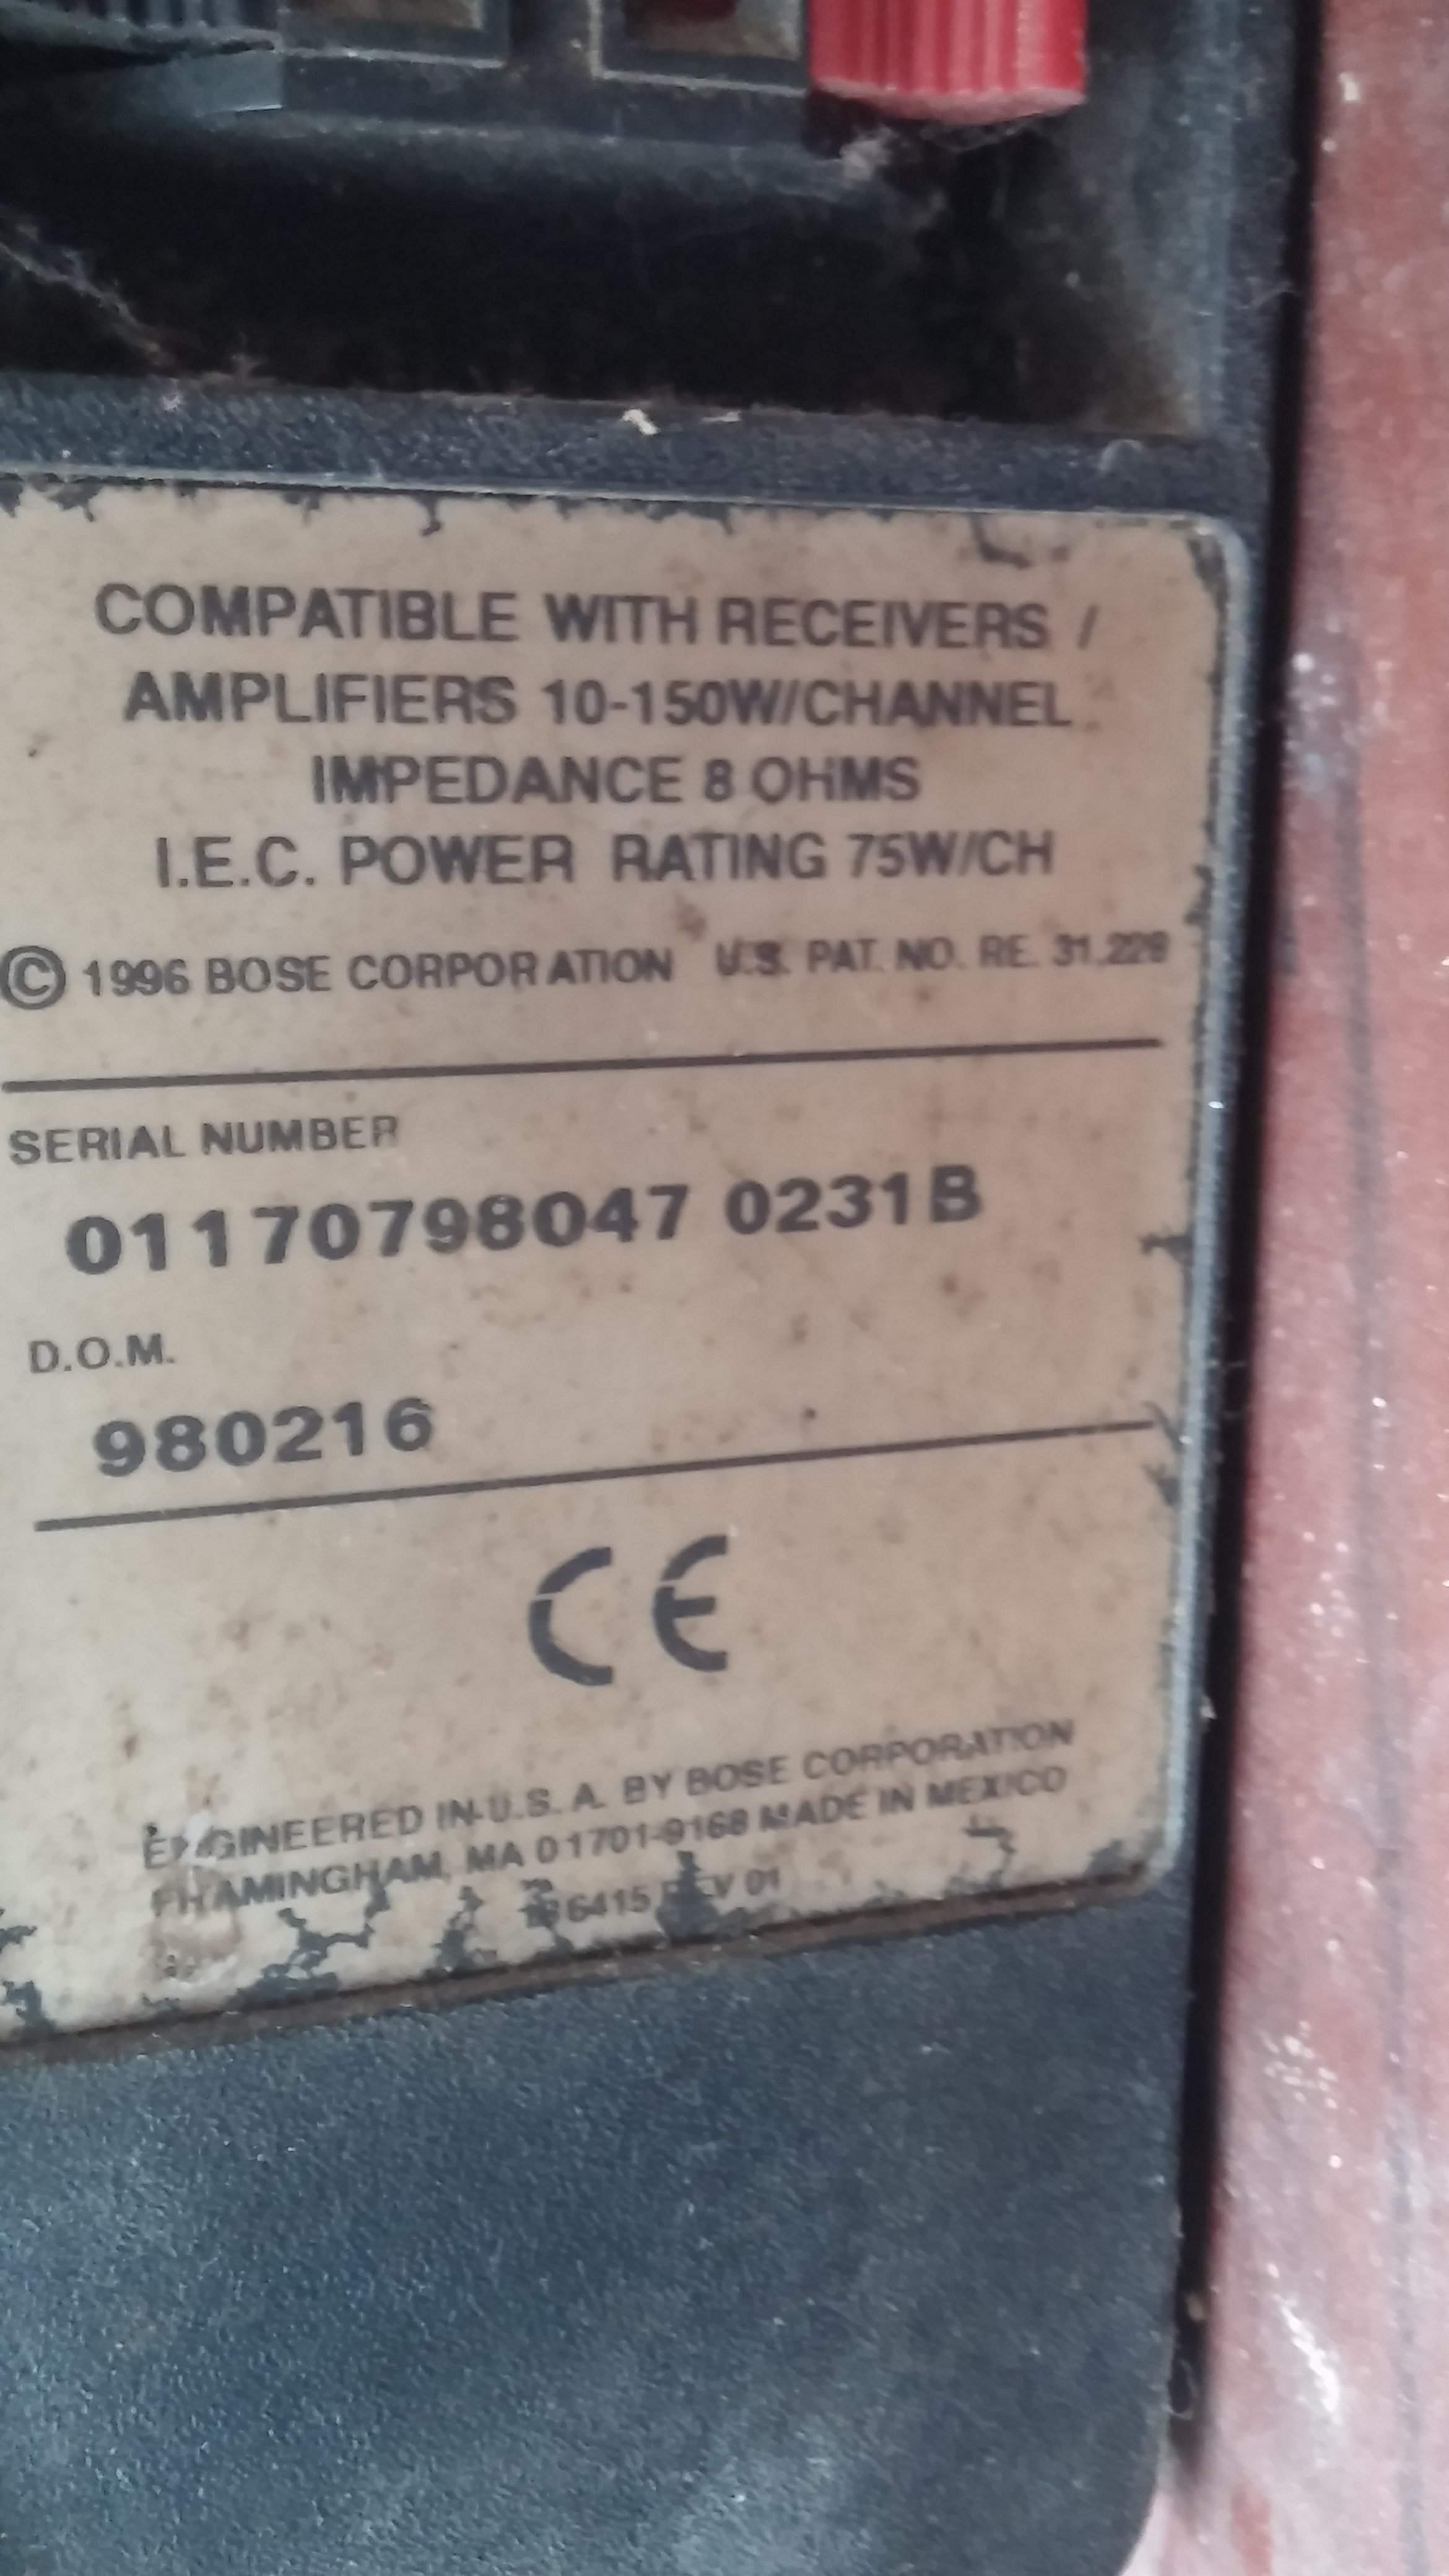 COMPATIBLE WITH RECEIVERS /
AMPLIFIERS 10-150W/CHANNEL
IMPEDANCE 8 OHMS
I.E.C. POWER RATING 75W/CH
© 1996 BOSE CORPORATION U.S. PAT. NO. RE. 31,228
SERIAL NUMBER
01170798047 0231B
D.O.M.
980216
CE
ENGINEERED IN U.S.A. BY BOSE CORPORATION
FRAMINGHAM, MA 01701-9168 MADE IN MEXICO
REV 01